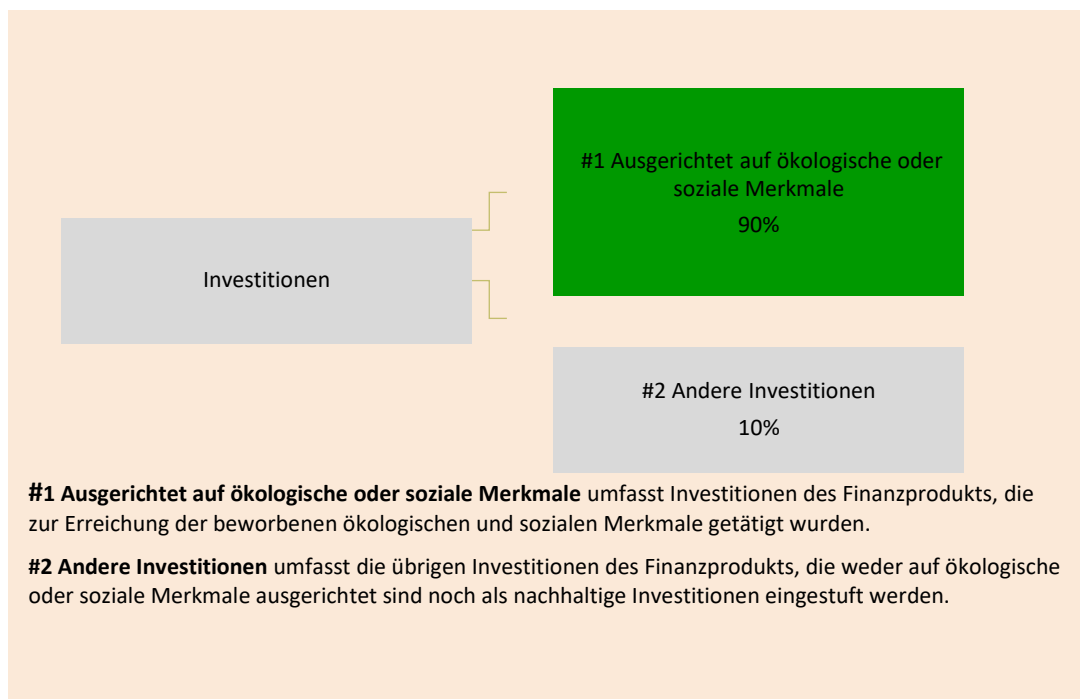 #1 Ausgerichtet auf ökologische oder
soziale Merkmale
90%
Investitionen
#2 Andere Investitionen
10%
#1 Ausgerichtet auf ökologische oder soziale Merkmale umfasst Investitionen des Finanzprodukts, die
zur Erreichung der beworbenen ökologischen und sozialen Merkmale getätigt wurden.
#2 Andere Investitionen umfasst die übrigen Investitionen des Finanzprodukts, die weder auf ökologische
oder soziale Merkmale ausgerichtet sind noch als nachhaltige Investitionen eingestuft werden.